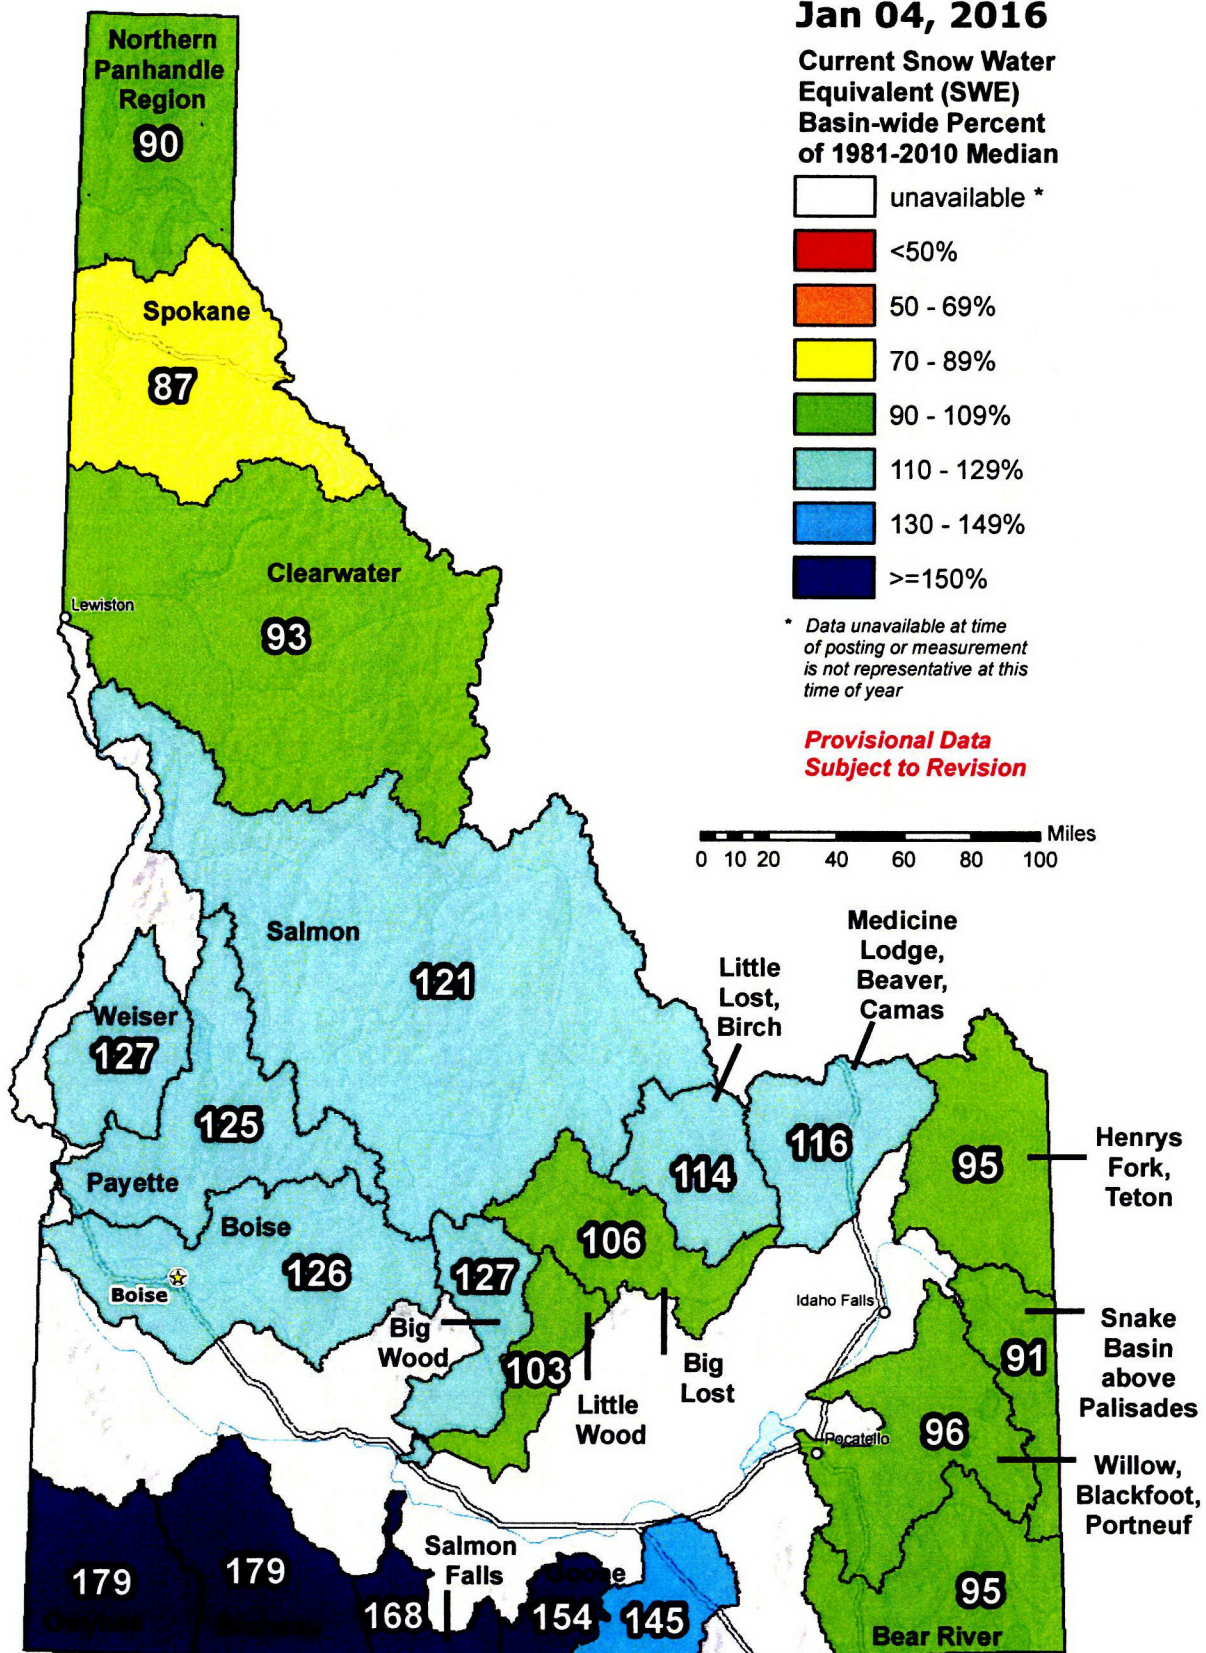 Jan 04, 2016
Current Snow Water
Equivalent (SWE)
Basin-wide Percent
of 1981-2010 Median
unavailable *
<50%
50 - 69%
70 - 89%
90 - 109%
110 - 129%
130 - 149%
>=150%
* Data unavailable at time
of posting or measurement
is not representative at this
time of year
Provisional Data
Subject to Revision
Miles
0 10 20 40 60 80 100
Northern
Panhandle
Region
90
Spokane
87
Clearwater
93
Lewiston
Salmon
121
Weiser
127
125
Payette
Boise
126
Boise
Little
Lost,
Birch
114
Medicine
Lodge,
Beaver,
Camas
116
95
Henrys
Fork,
Teton
106
127
Big
Wood
103
Little
Wood
Big
Lost
Idaho Falls
91
Snake
Basin
above
Palisades
Pocatello
96
Willow,
Blackfoot,
Portneuf
95
Bear River
179
Owyhee
179
Bruneau
168
Salmon
Falls
Goose
154
145